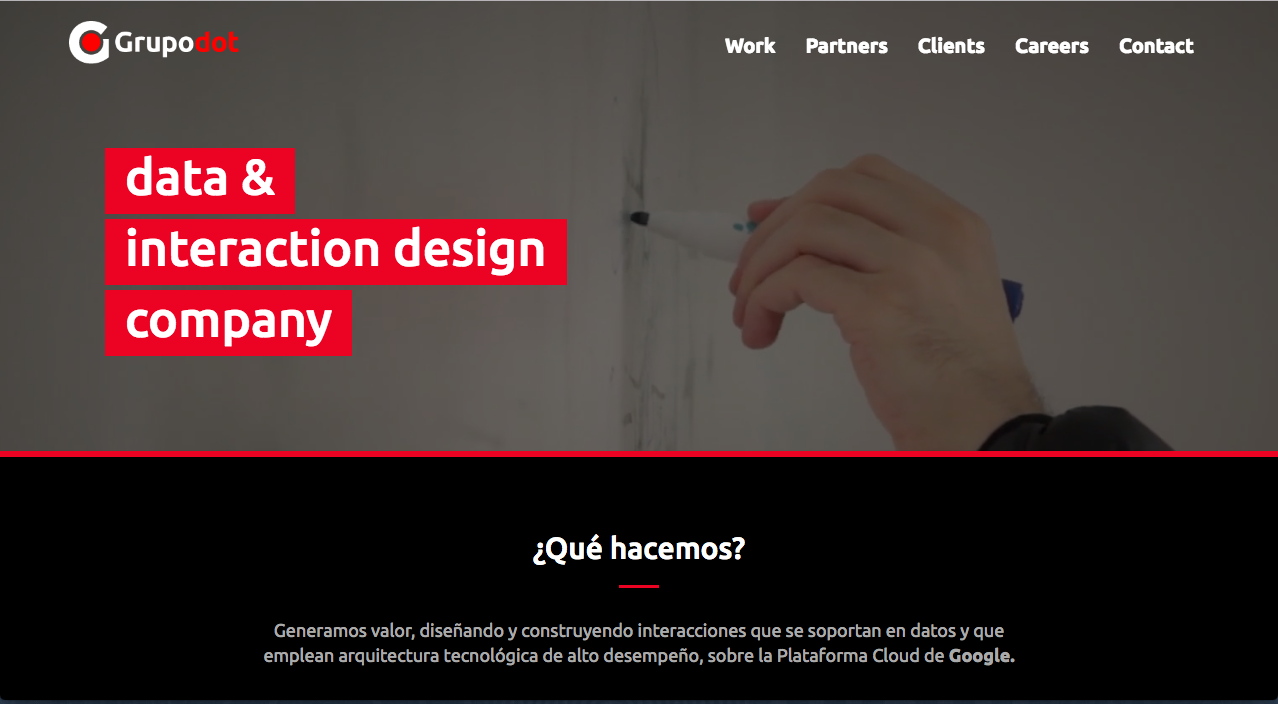 Grupodot
Work Partners Clients Careers Contact
data &
interaction design
company
¿Qué hacemos?
Generamos valor, diseñando y construyendo interacciones que se soportan en datos y que
emplean arquitectura tecnológica de alto desempeño, sobre la Plataforma Cloud de Google.